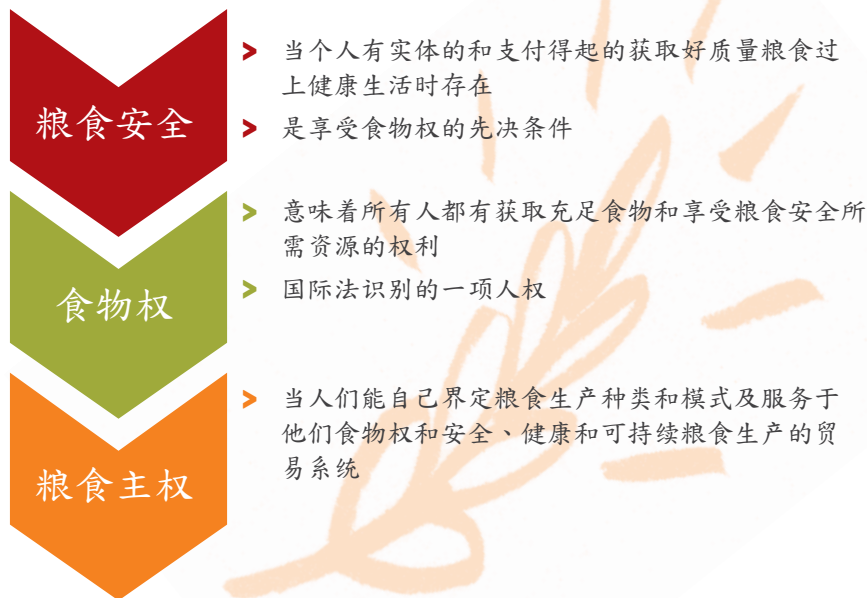 粮食安全
> 当个人有实体的和支付得起的获取好质量粮食过
上健康生活时存在
> 是享受食物权的先决条件
食物权
> 意味着所有人都有获取充足食物和享受粮食安全所
需资源的权利
> 国际法识别的一项人权
粮食主权
> 当人们能自己界定粮食生产种类和模式及服务于
他们食物权和安全、健康和可持续粮食生产的贸
易系统